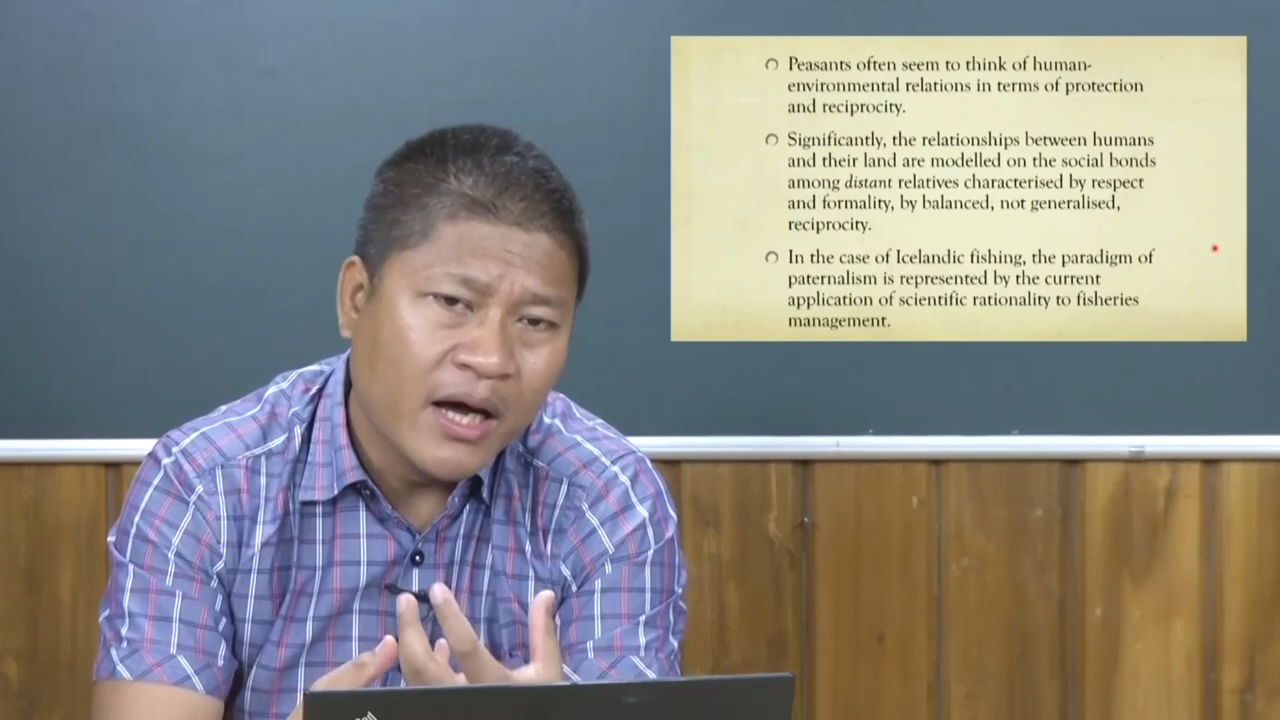 Peasants often seem to think of human-
environmental relations in terms of protection
and reciprocity.
Significantly, the relationships between humans
and their land are modelled on the social bonds
among distant relatives characterised by respect
and formality, by balanced, not generalised,
reciprocity.
In the case of Icelandic fishing, the paradigm of
paternalism is represented by the current
application of scientific rationality to fisheries
management.